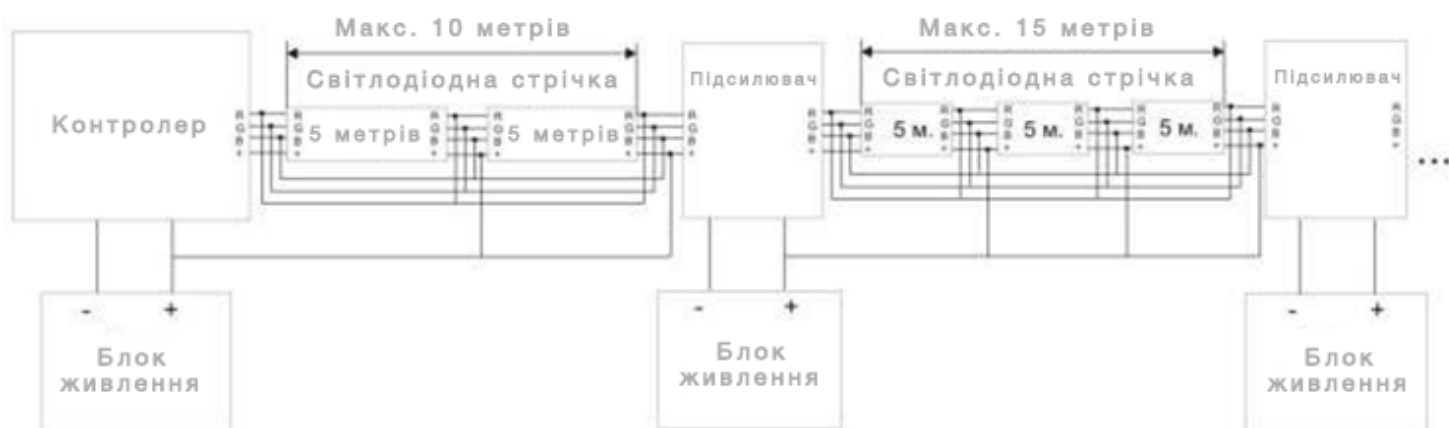 Макс. 10 метрів
Макс. 15 метрів
Контролер
Світлодіодна стрічка
Підсилювач
Світлодіодна стрічка
Підсилювач
R
G
B
+
R
G
B
+
5 метрів
R
G
B
+
R
G
B
+
5 метрів
R
G
B
+
R
G
B
+
R
G
B
+
R
G
B
+
5 м.
R
G
B
+
R
G
B
+
5 м.
R
G
B
+
R
G
B
+
5 м.
R
G
B
+
R
G
B
+
R
G
B
+
...
- +
Блок
живлення
- +
Блок
живлення
- +
Блок
живлення